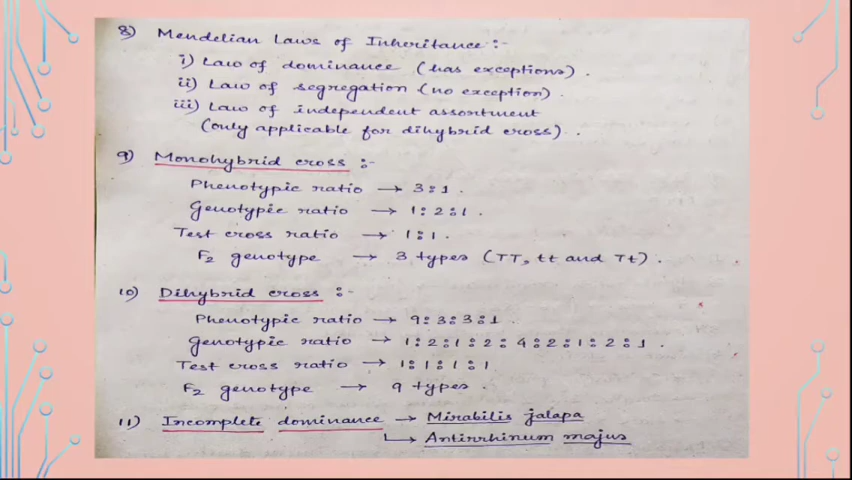 8) Mendelian Laws of Inheritance :-
i) Law of dominance (has exceptions).
ii) Law of segregation (no exception).
iii) Law of independent assortment
(only applicable for dihybrid cross).
9) Monohybrid cross :-
Phenotypic ratio → 3:1.
Genotypic ratio → 1:2:1.
Test cross ratio → 1:1.
F2 genotype → 3 types (TT, tt and Tt).
10) Dihybrid cross :-
Phenotypic ratio → 9:3:3:1.
Genotypic ratio → 1:2:1:2:4:2:1:2:1.
Test cross ratio → 1:1:1:1
F2 genotype → 9 types.
11) Incomplete dominance → Mirabilis jalapa
→ Antirrhinum majus